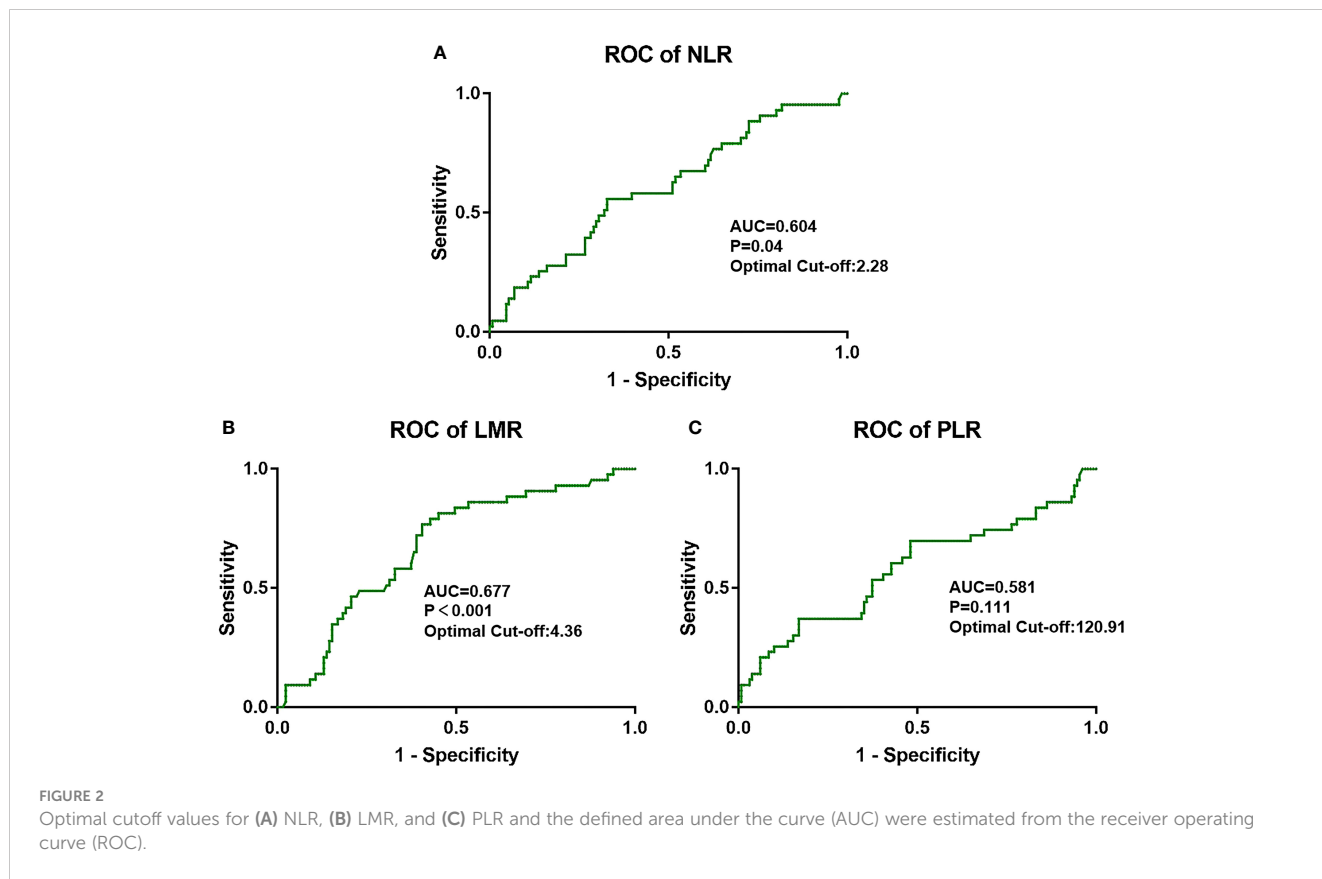 A
ROC of NLR
1.0
0.5
0.0
Sensitivity
AUC=0.604
P=0.04
Optimal Cut-off:2.28
0.0 0.5 1.0
1 - Specificity
B
ROC of LMR
1.0
0.5
0.0
Sensitivity
AUC=0.677
P<0.001
Optimal Cut-off:4.36
0.0 0.5 1.0
1 - Specificity
C
ROC of PLR
1.0
0.5
0.0
Sensitivity
AUC=0.581
P=0.111
Optimal Cut-off:120.91
0.0 0.5 1.0
1 - Specificity
FIGURE 2
Optimal cutoff values for (A) NLR, (B) LMR, and (C) PLR and the defined area under the curve (AUC) were estimated from the receiver operating
curve (ROC).